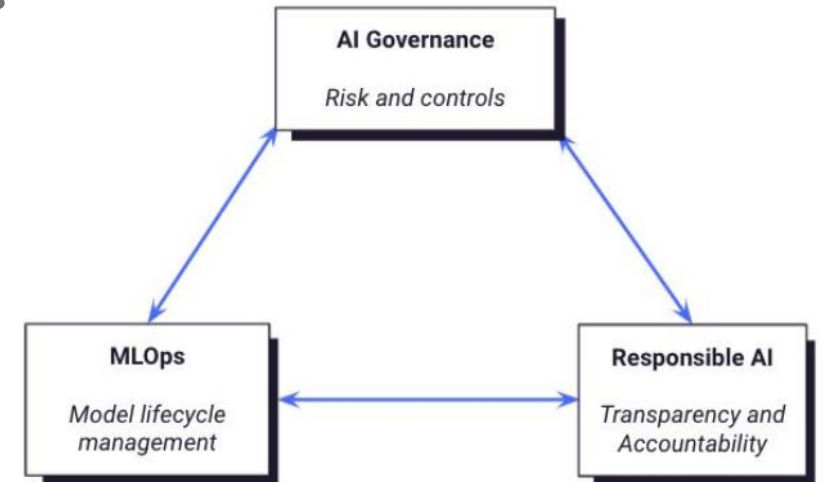 AI Governance
Risk and controls
MLOps
Model lifecycle
management
Responsible AI
Transparency and
Accountability